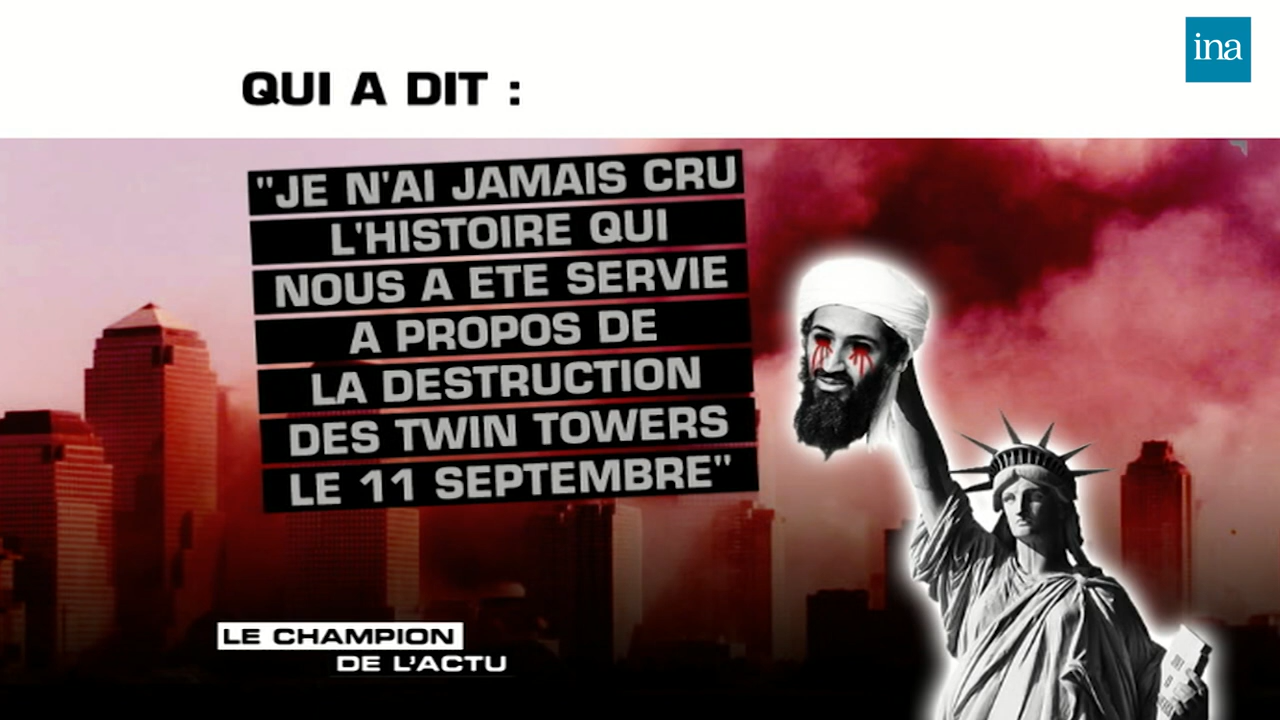 ina
QUI A DIT :
"JE N'AI JAMAIS CRU
L'HISTOIRE QUI
NOUS A ETE SERVIE
A PROPOS DE
LA DESTRUCTION
DES TWIN TOWERS
LE 11 SEPTEMBRE"
LE CHAMPION
DE L'ACTU